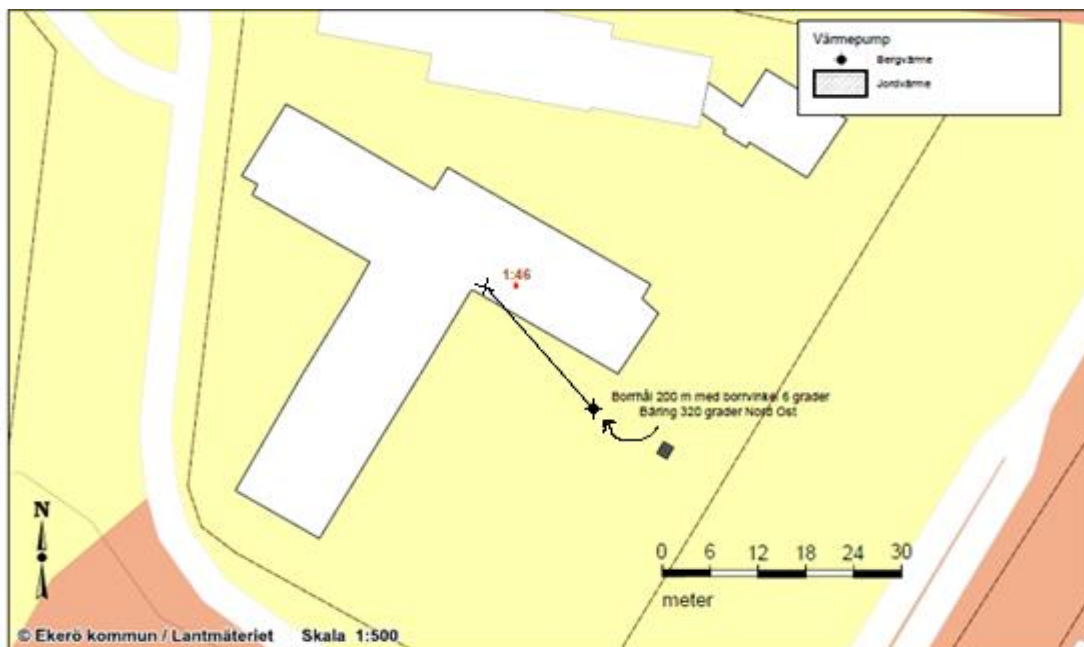 Värmepump
Bergvärme
Jordvärme
1:46
Borrhål 200 m med borrvinkel 6 grader
Bäring 320 grader Nord Ost
N
0 6 12 18 24 30
meter
© Ekerö kommun / Lantmäteriet Skala 1:500